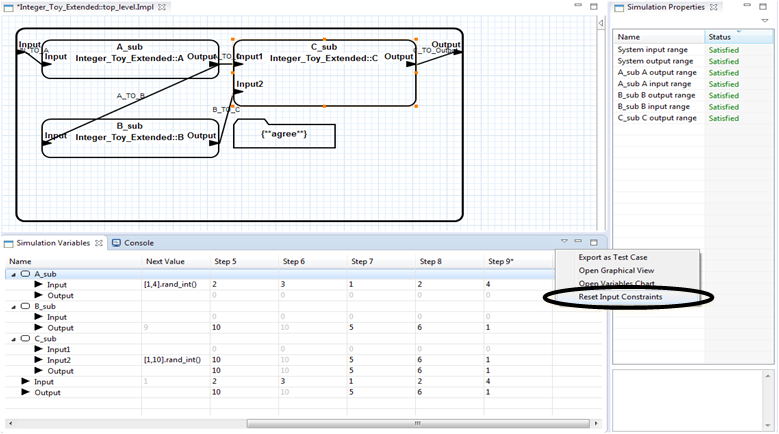 *Integer_Toy_Extended::top_level.Impl
Input
IN_TO_A
A_sub
Integer_Toy_Extended::A
Input
Output
A_TO_C
C_sub
Integer_Toy_Extended::C
Input1
Output
Input2
C_TO_Output
Output
A_TO_B
B_TO_C
B_sub
Integer_Toy_Extended::B
Input
Output
{**agree**}
Simulation Properties
Name Status
System input range Satisfied
System output range Satisfied
A_sub A output range Satisfied
A_sub A input range Satisfied
B_sub B output range Satisfied
B_sub B input range Satisfied
C_sub C output range Satisfied
Simulation Variables Console
Name Next Value Step 5 Step 6 Step 7 Step 8 Step 9*
A_sub
Input [1,4].rand_int() 2 3 1 2 4
Output 0 0 0 0 0
B_sub
Input 0 0 0 0 0
Output 9 10 10 5 6 1
C_sub
Input1 0 0 0 0 0
Input2 [1,10].rand_int() 10 10 5 6 1
Output 10 10 5 6 1
Input 1 2 3 1 2 4
Output 10 10 5 6 1
Export as Test Case
Open Graphical View
Open Variables Chart
Reset Input Constraints